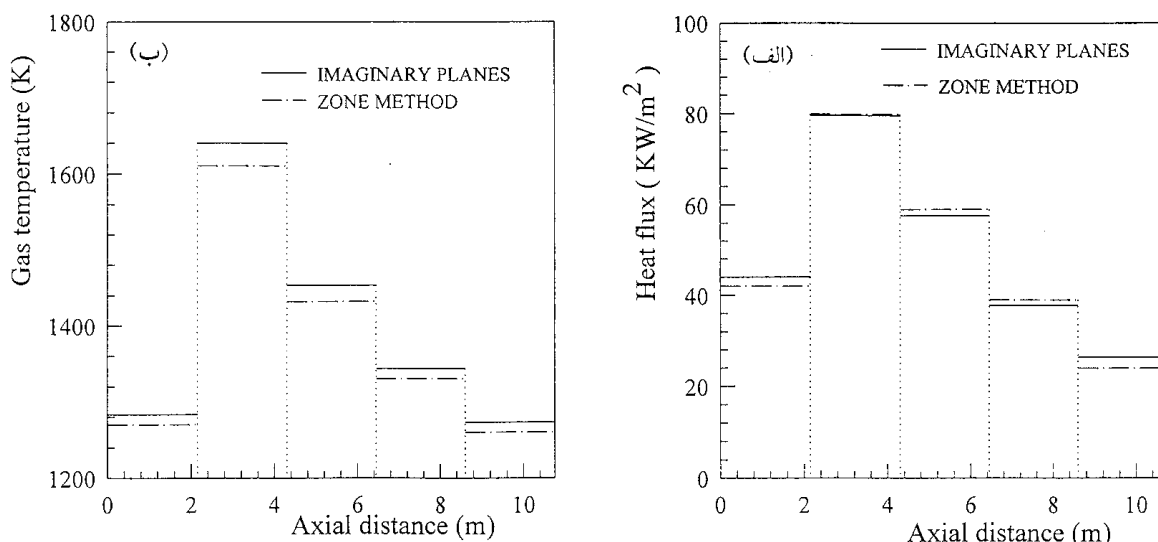 (ب)
IMAGINARY PLANES
ZONE METHOD
Gas temperature (K)
1800
1600
1400
1200
0
2
4
6
8
10
Axial distance (m)
(الف)
IMAGINARY PLANES
ZONE METHOD
Heat flux ( KW/m²)
100
80
60
40
20
0
0
2
4
6
8
10
Axial distance (m)